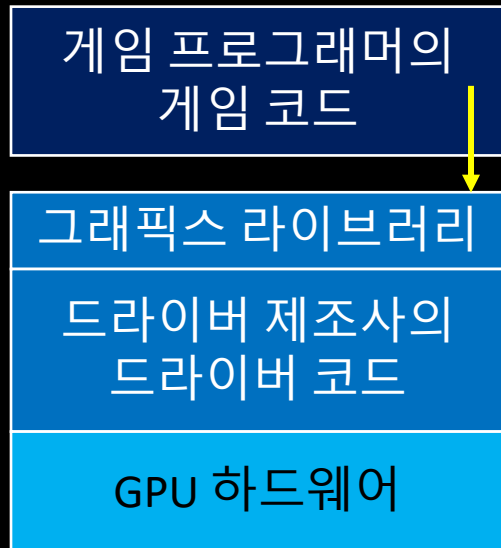 게임 프로그래머의
게임 코드
그래픽스 라이브러리
드라이버 제조사의
드라이버 코드
GPU 하드웨어